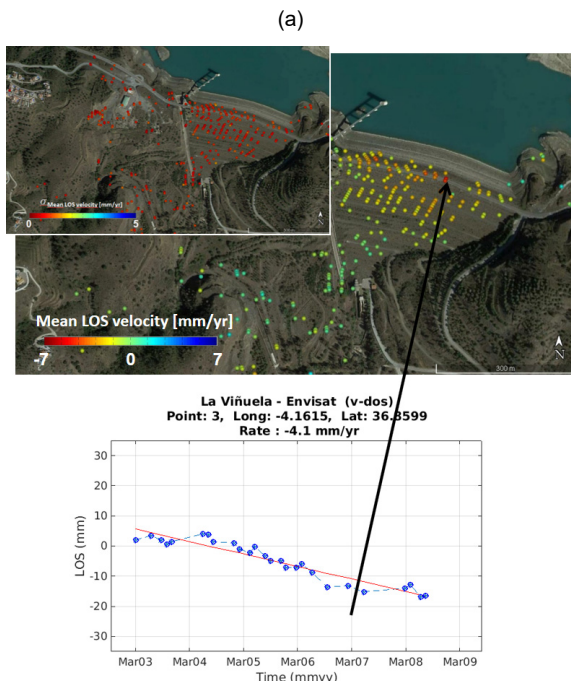 (a)
σ Mean LOS velocity [mm/yr]
0 5
N
Mean LOS velocity [mm/yr]
-7 0 7
300 m
N
La Viñuela - Envisat (v-dos)
Point: 3, Long: -4.1615, Lat: 36.8599
Rate : -4.1 mm/yr
30
20
10
0
-10
-20
-30
LOS (mm)
Mar03 Mar04 Mar05 Mar06 Mar07 Mar08 Mar09
Time (mmyy)